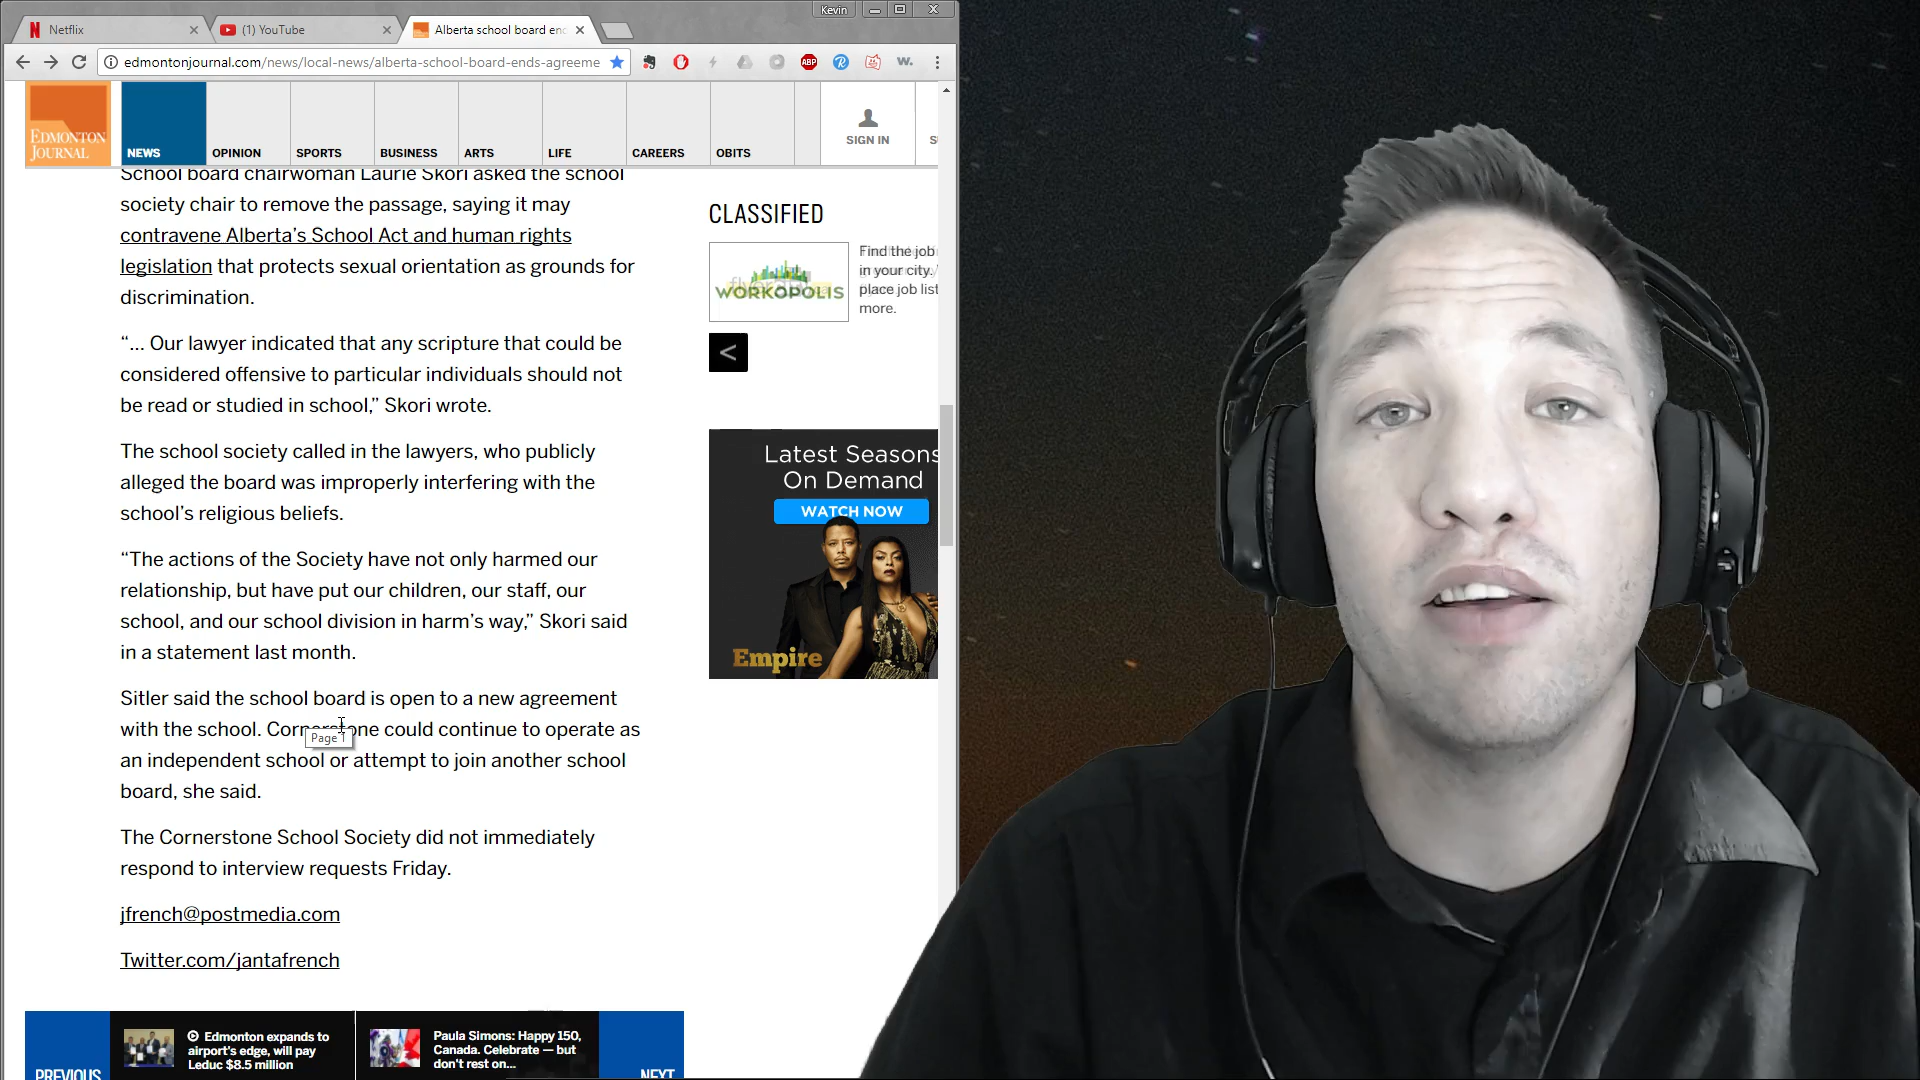 Kevin
Netflix
(1) YouTube
Alberta school board end
edmontonjournal.com/news/local-news/alberta-school-board-ends-agreeme
ABP
W.
EDMONTON
JOURNAL
NEWS
OPINION
SPORTS
BUSINESS
ARTS
LIFE
CAREERS
OBITS
SIGN IN
School board chairwoman Laurie Skori asked the school
society chair to remove the passage, saying it may
contravene Alberta’s School Act and human rights
legislation that protects sexual orientation as grounds for
discrimination.
“… Our lawyer indicated that any scripture that could be
considered offensive to particular individuals should not
be read or studied in school,” Skori wrote.
The school society called in the lawyers, who publicly
alleged the board was improperly interfering with the
school’s religious beliefs.
“The actions of the Society have not only harmed our
relationship, but have put our children, our staff, our
school, and our school division in harm’s way,” Skori said
in a statement last month.
Sitler said the school board is open to a new agreement
with the school. Cornerstone could continue to operate as
Page 1
an independent school or attempt to join another school
board, she said.
The Cornerstone School Society did not immediately
respond to interview requests Friday.
jfrench@postmedia.com
Twitter.com/jantafrench
CLASSIFIED
WORKOPOLIS
Find the job
in your city.
place job list
more.
<
Latest Seasons
On Demand
WATCH NOW
Empire
PREVIOUS
Edmonton expands to
airport's edge, will pay
Leduc $8.5 million
Paula Simons: Happy 150,
Canada. Celebrate — but
don't rest on...
NEXT